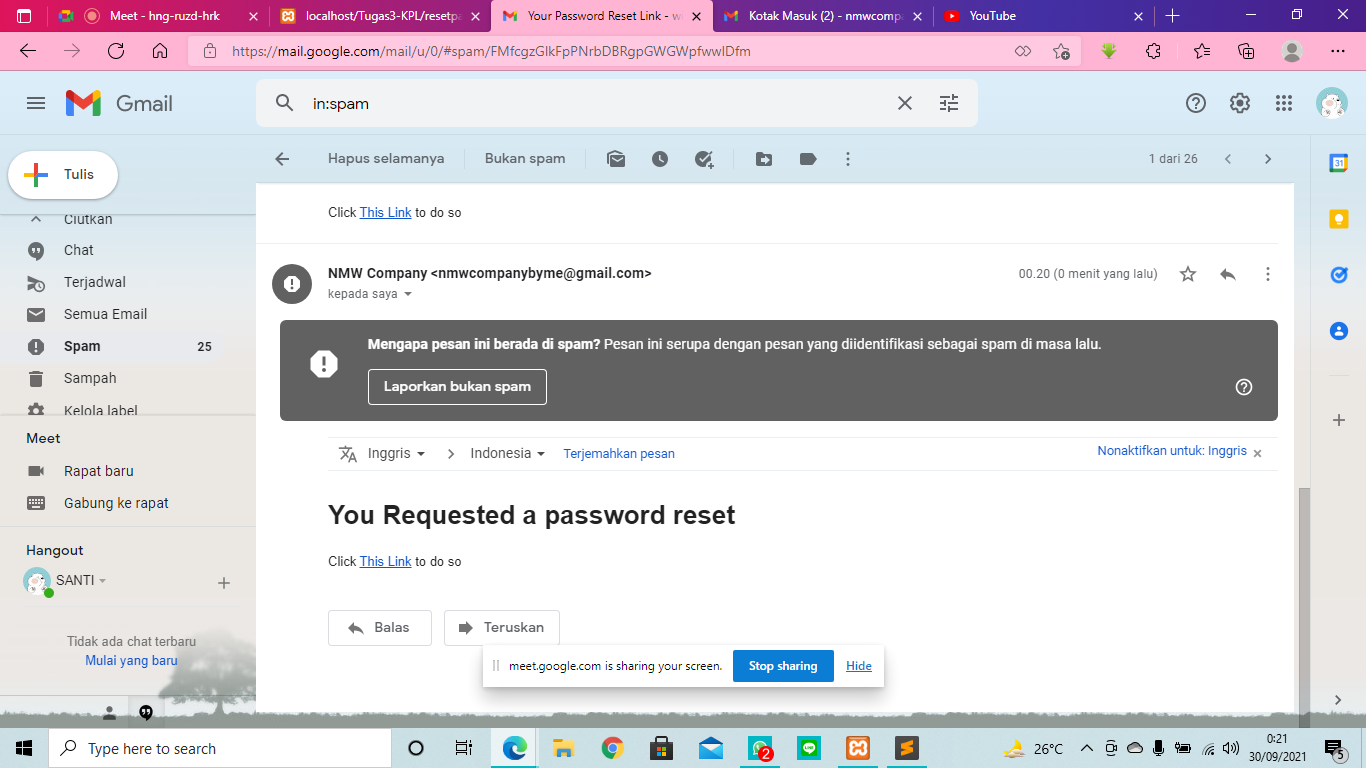 Meet - hng-ruzd-hrk
localhost/Tugas3-KPL/resetpa
Your Password Reset Link - w
Kotak Masuk (2) - nmwcompa
YouTube
https://mail.google.com/mail/u/0/#spam/FMfcgzGlkFpPNrbDBRgpGWGWpfwwlDfm
Gmail
in:spam
Tulis
Hapus selamanya
Bukan spam
1 dari 26
Ciutkan
Chat
Terjadwal
Semua Email
Spam 25
Sampah
Kelola label
Meet
Rapat baru
Gabung ke rapat
Hangout
SANTI
Tidak ada chat terbaru
Mulai yang baru
Click This Link to do so
NMW Company <nmwcompanybyme@gmail.com>
00.20 (0 menit yang lalu)
kepada saya
Mengapa pesan ini berada di spam? Pesan ini serupa dengan pesan yang diidentifikasi sebagai spam di masa lalu.
Laporkan bukan spam
Inggris
Indonesia
Terjemahkan pesan
Nonaktifkan untuk: Inggris
You Requested a password reset
Click This Link to do so
Balas
Teruskan
meet.google.com is sharing your screen.
Stop sharing
Hide
31
Type here to search
2
26°C
0:21
30/09/2021
5